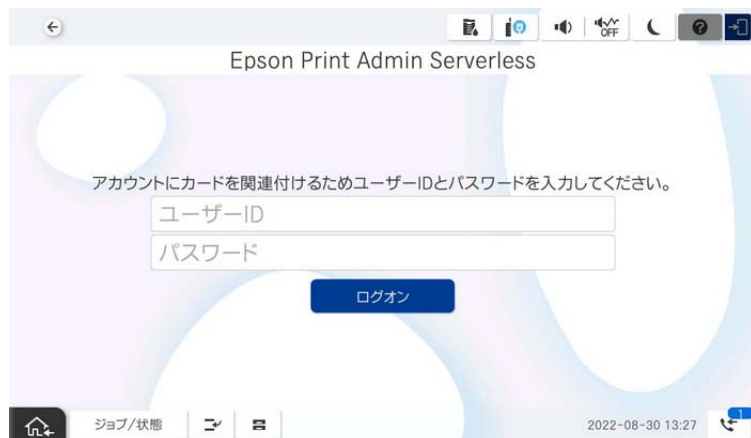 OFF
?
Epson Print Admin Serverless
アカウントにカードを関連付けるためユーザーIDとパスワードを入力してください。
ユーザーID
パスワード
ログオン
ジョブ/状態
2022-08-30 13:27
1